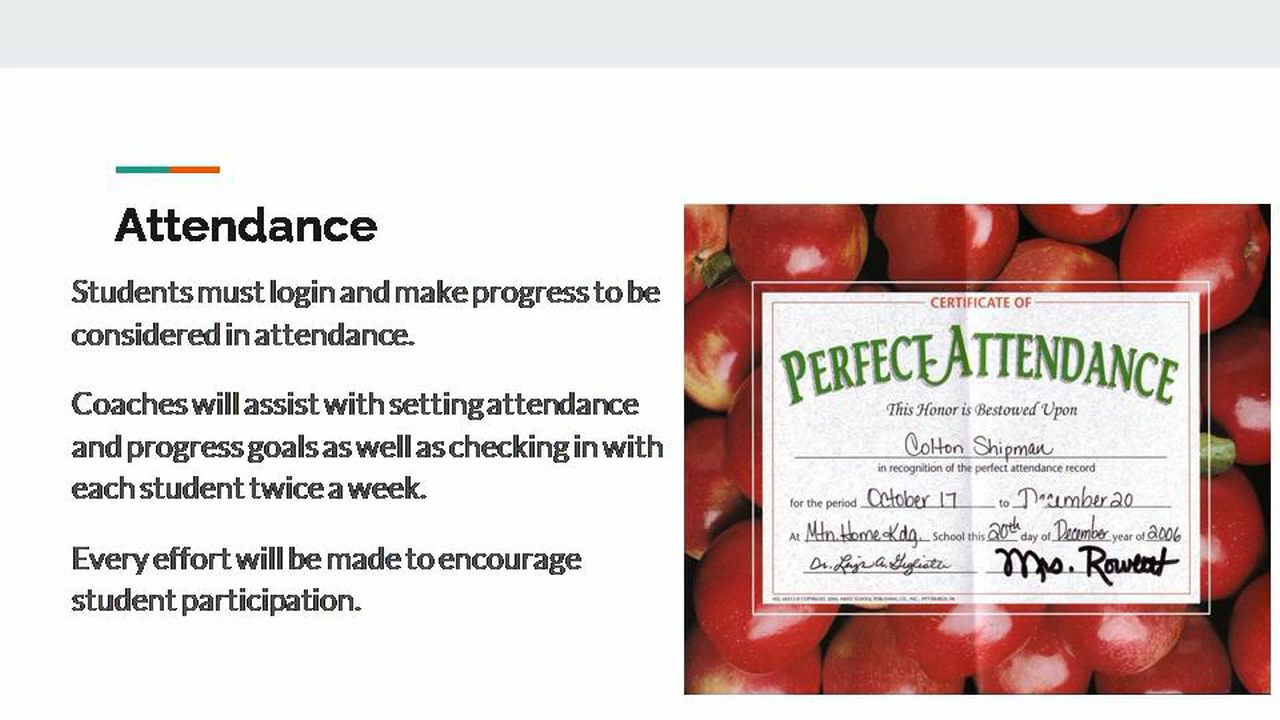 Attendance
Students must login and make progress to be
considered in attendance.
Coaches will assist with setting attendance
and progress goals as well as checking in with
each student twice a week.
Every effort will be made to encourage
student participation.
CERTIFICATE OF
PERFECT ATTENDANCE
This Honor is Bestowed Upon
Colton Shipman
in recognition of the perfect attendance record
for the period October 17 to December 20
At Mtn. Home Kdg. School this 20th day of December year of 2006
Mrs.